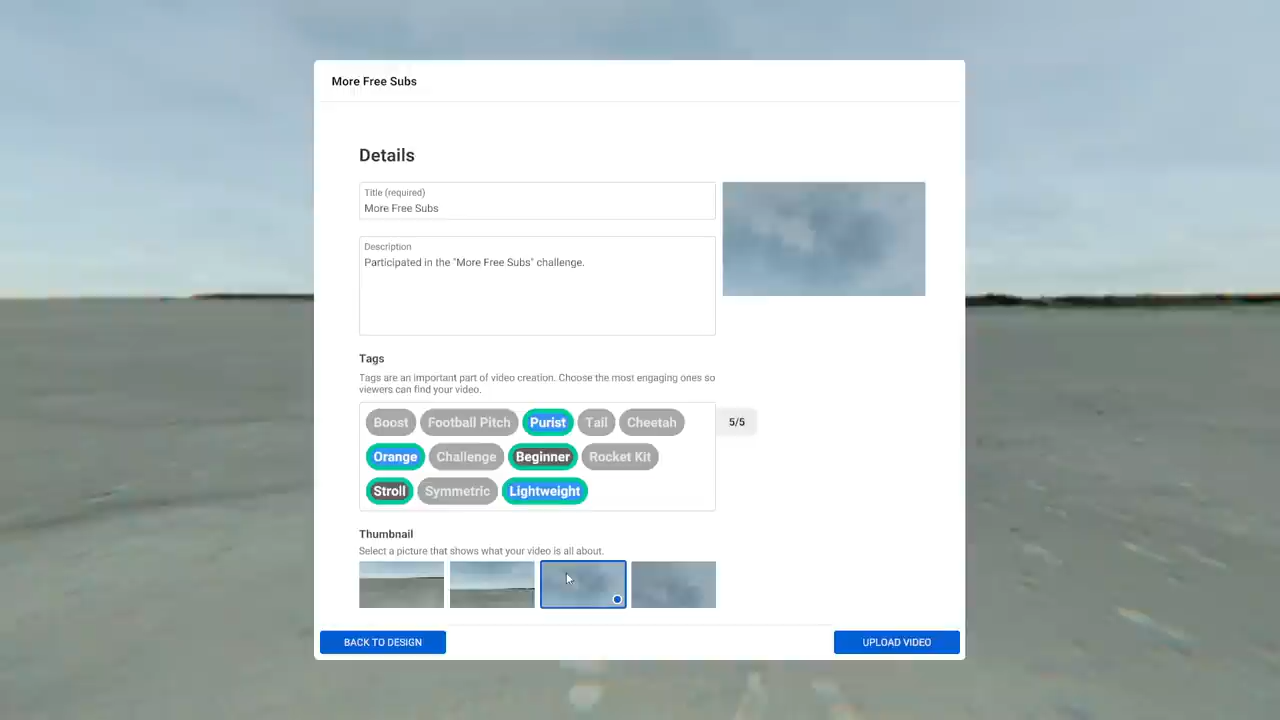 More Free Subs
Details
Title (required)
More Free Subs
Description
Participated in the "More Free Subs" challenge.
Tags
Tags are an important part of video creation. Choose the most engaging ones so
viewers can find your video.
Boost Football Pitch Purist Tail Cheetah 5/5
Orange Challenge Beginner Rocket Kit
Stroll Symmetric Lightweight
Thumbnail
Select a picture that shows what your video is all about.
BACK TO DESIGN UPLOAD VIDEO